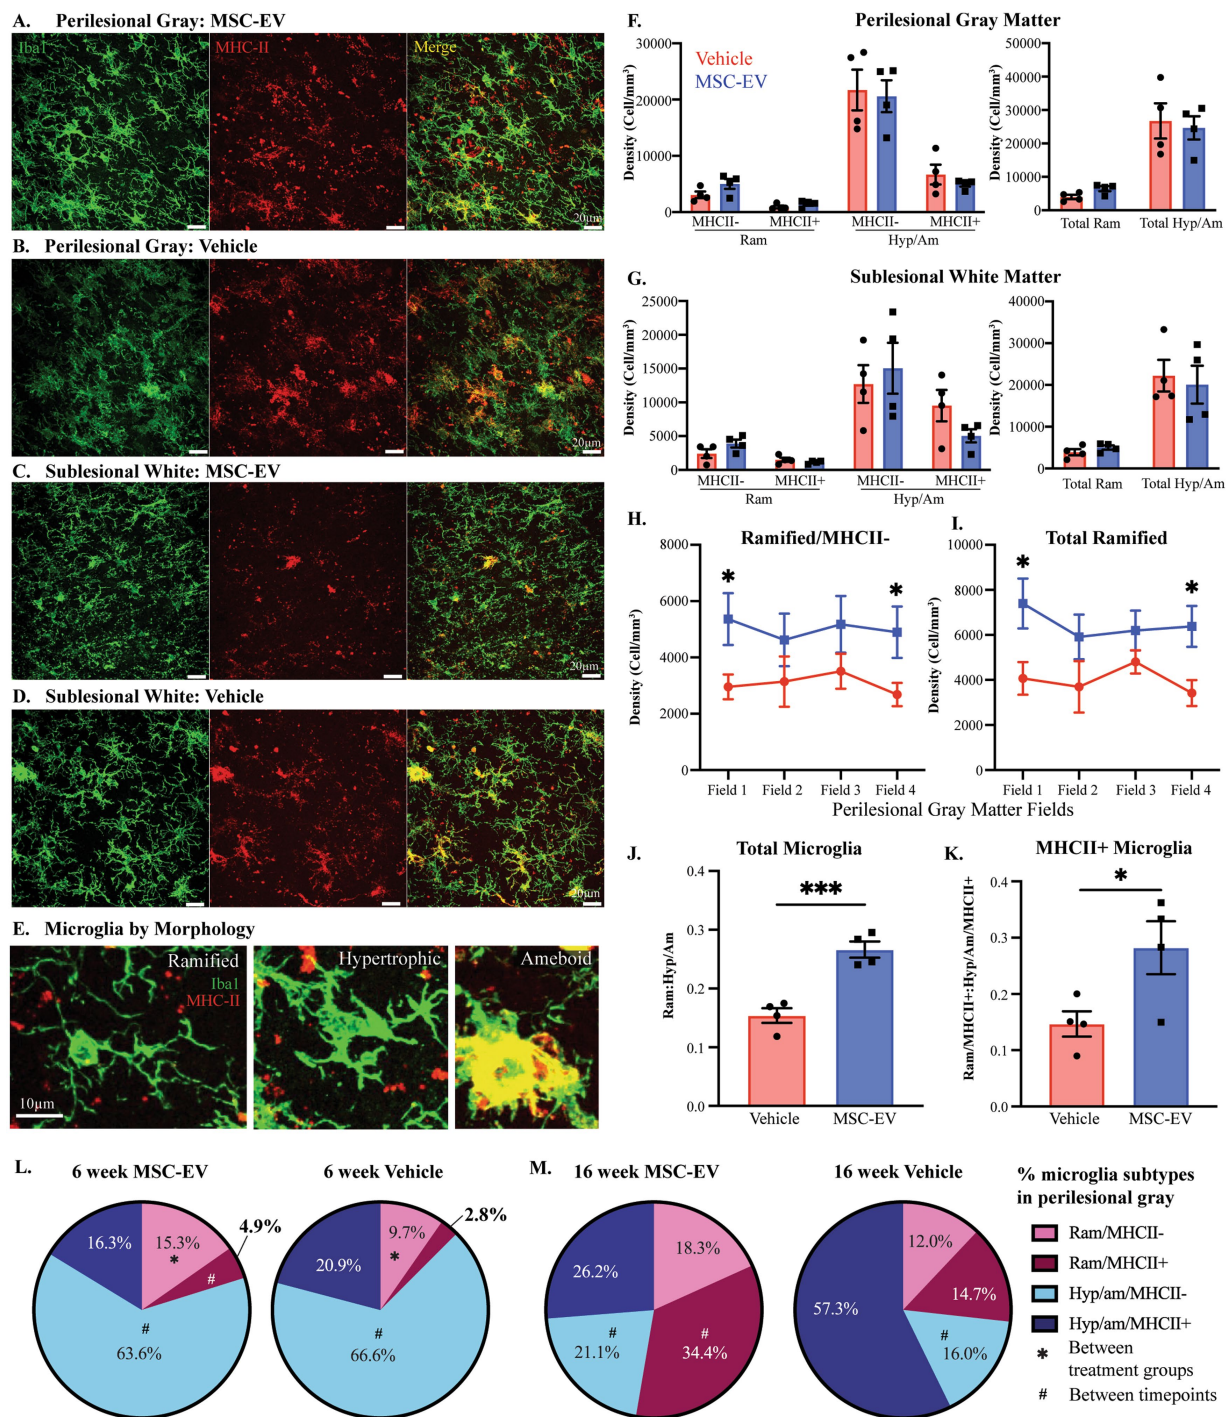 A. Perilesional Gray: MSC-EV
Iba1
MHC-II
Merge
20µm
B. Perilesional Gray: Vehicle
20µm
C. Sublesional White: MSC-EV
20µm
D. Sublesional White: Vehicle
20µm
E. Microglia by Morphology
Ramified
Iba1
MHC-II
10µm
Hypertrophic
Ameboid
F. Perilesional Gray Matter
Density (Cell/mm³)
30000
20000
10000
0
Vehicle
MSC-EV
MHCII- MHCII+ MHCII- MHCII+
Ram Hyp/Am
Density (Cell/mm³)
50000
40000
30000
20000
10000
0
Total Ram Total Hyp/Am
G. Sublesional White Matter
Density (Cell/mm³)
25000
20000
15000
10000
5000
0
MHCII- MHCII+ MHCII- MHCII+
Ram Hyp/Am
Density (Cell/mm³)
40000
30000
20000
10000
0
Total Ram Total Hyp/Am
H. Ramified/MHCII-
Density (Cell/mm³)
8000
6000
4000
2000
0
* *
Field 1 Field 2 Field 3 Field 4
I. Total Ramified
Density (Cell/mm³)
10000
8000
6000
4000
2000
0
* *
Field 1 Field 2 Field 3 Field 4
Perilesional Gray Matter Fields
J. Total Microglia
Ram:Hyp/Am
0.4
0.3
0.2
0.1
0.0
***
Vehicle MSC-EV
K. MHCII+ Microglia
Ram/MHCII+:Hyp/Am/MHCII+
0.4
0.3
0.2
0.1
0.0
*
Vehicle MSC-EV
L. 6 week MSC-EV
16.3%
15.3%
*
4.9%
#
#
63.6%
6 week Vehicle
20.9%
9.7%
*
2.8%
#
66.6%
M. 16 week MSC-EV
26.2%
18.3%
#
21.1%
#
34.4%
16 week Vehicle
12.0%
14.7%
57.3%
#
16.0%
% microglia subtypes
in perilesional gray
Ram/MHCII-
Ram/MHCII+
Hyp/am/MHCII-
Hyp/am/MHCII+
* Between
treatment groups
# Between timepoints